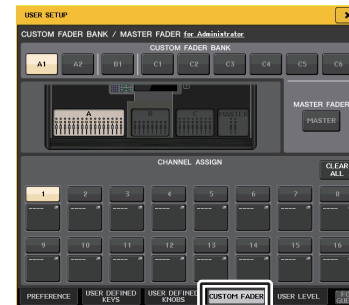 USER SETUP
CUSTOM FADER BANK / MASTER FADER for Administrator
CUSTOM FADER BANK
A1 A2 B1 C1 C2 C3 C4 C5 C6
A B C MASTER
MASTER FADER
MASTER
CHANNEL ASSIGN
CLEAR ALL
1 2 3 4 5 6 7 8
---- ---- ---- ---- ---- ---- ---- ----
9 10 11 12 13 14 15 16
---- ---- ---- ---- ---- ---- ---- ----
PREFERENCE USER DEFINED KEYS USER DEFINED KNOBS CUSTOM FADER USER LEVEL